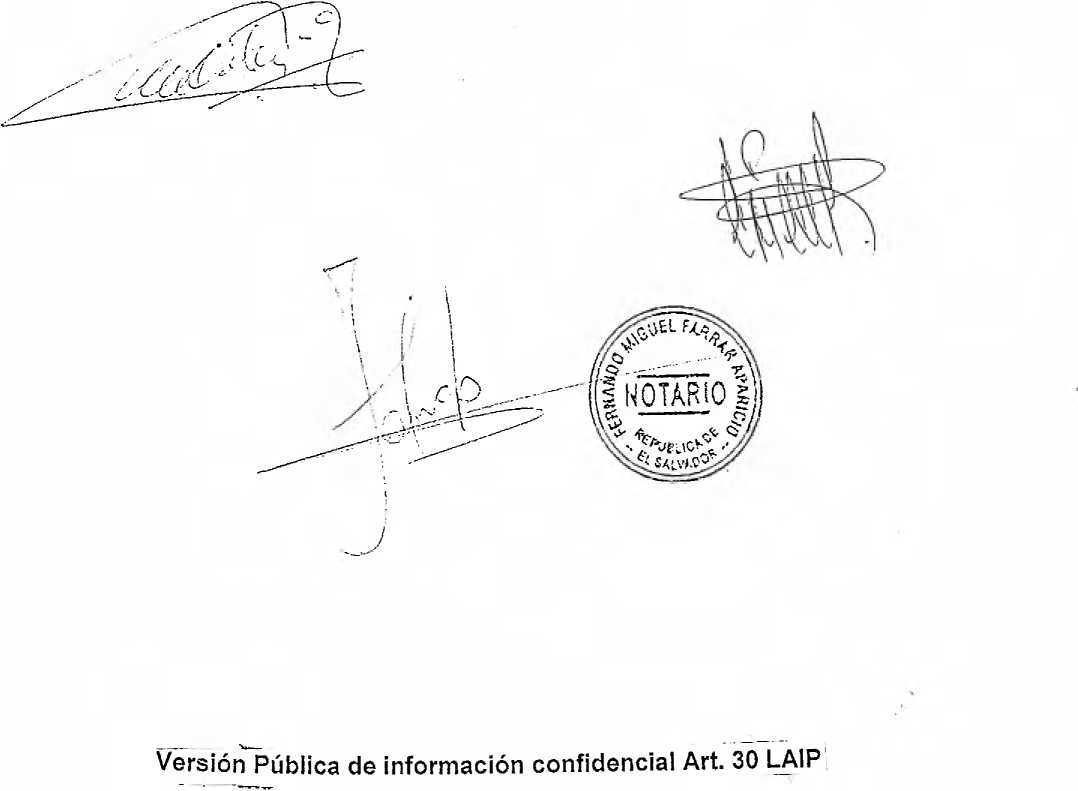 FERNANDO MIGUEL FARRAR APARICIO
NOTARIO
REPUBLICA DE
-- EL SALVADOR --
Versión Pública de información confidencial Art. 30 LAIP